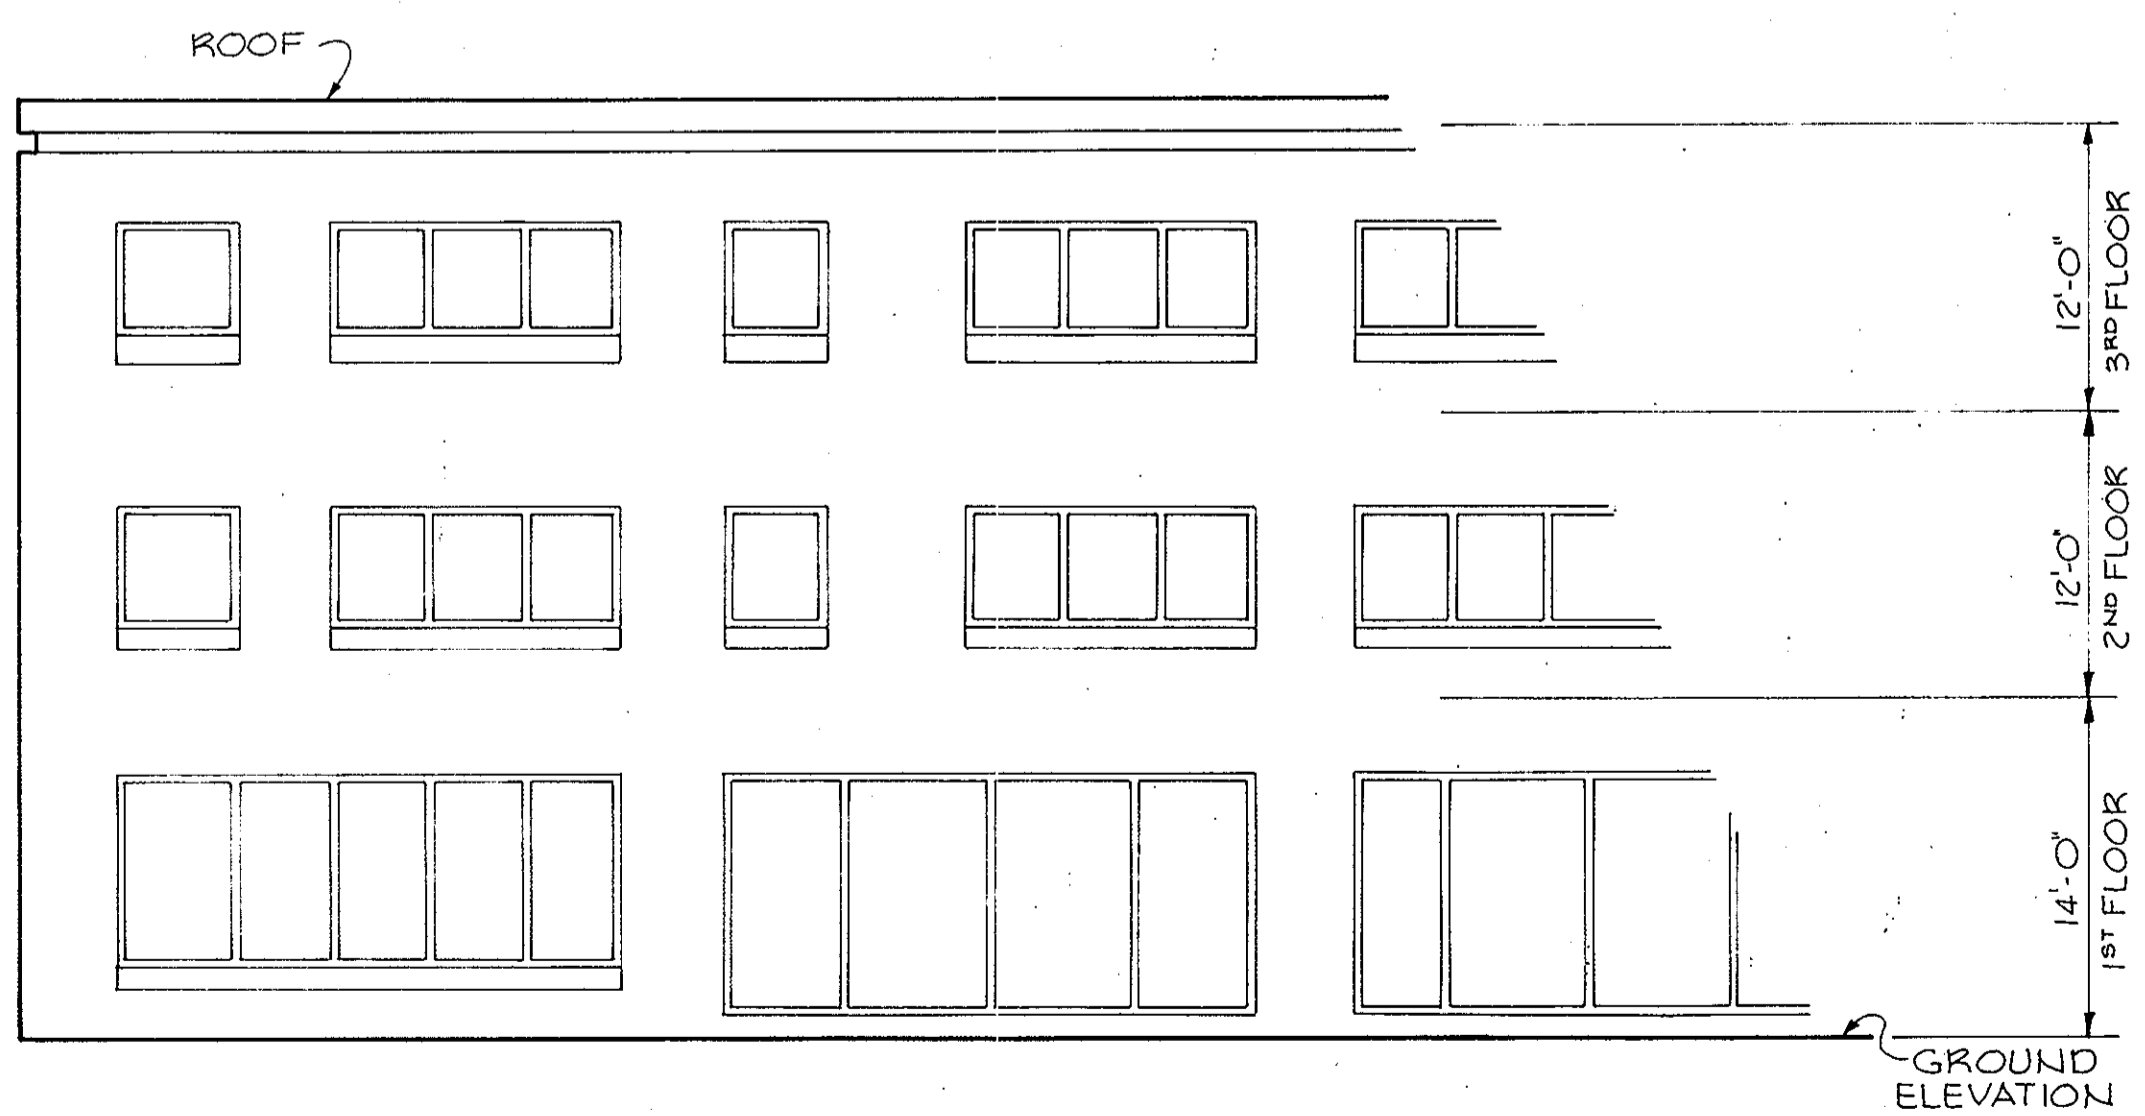 ROOF
12'-0"
3RD FLOOR
12'-0"
2ND FLOOR
14'-0"
1ST FLOOR
GROUND
ELEVATION